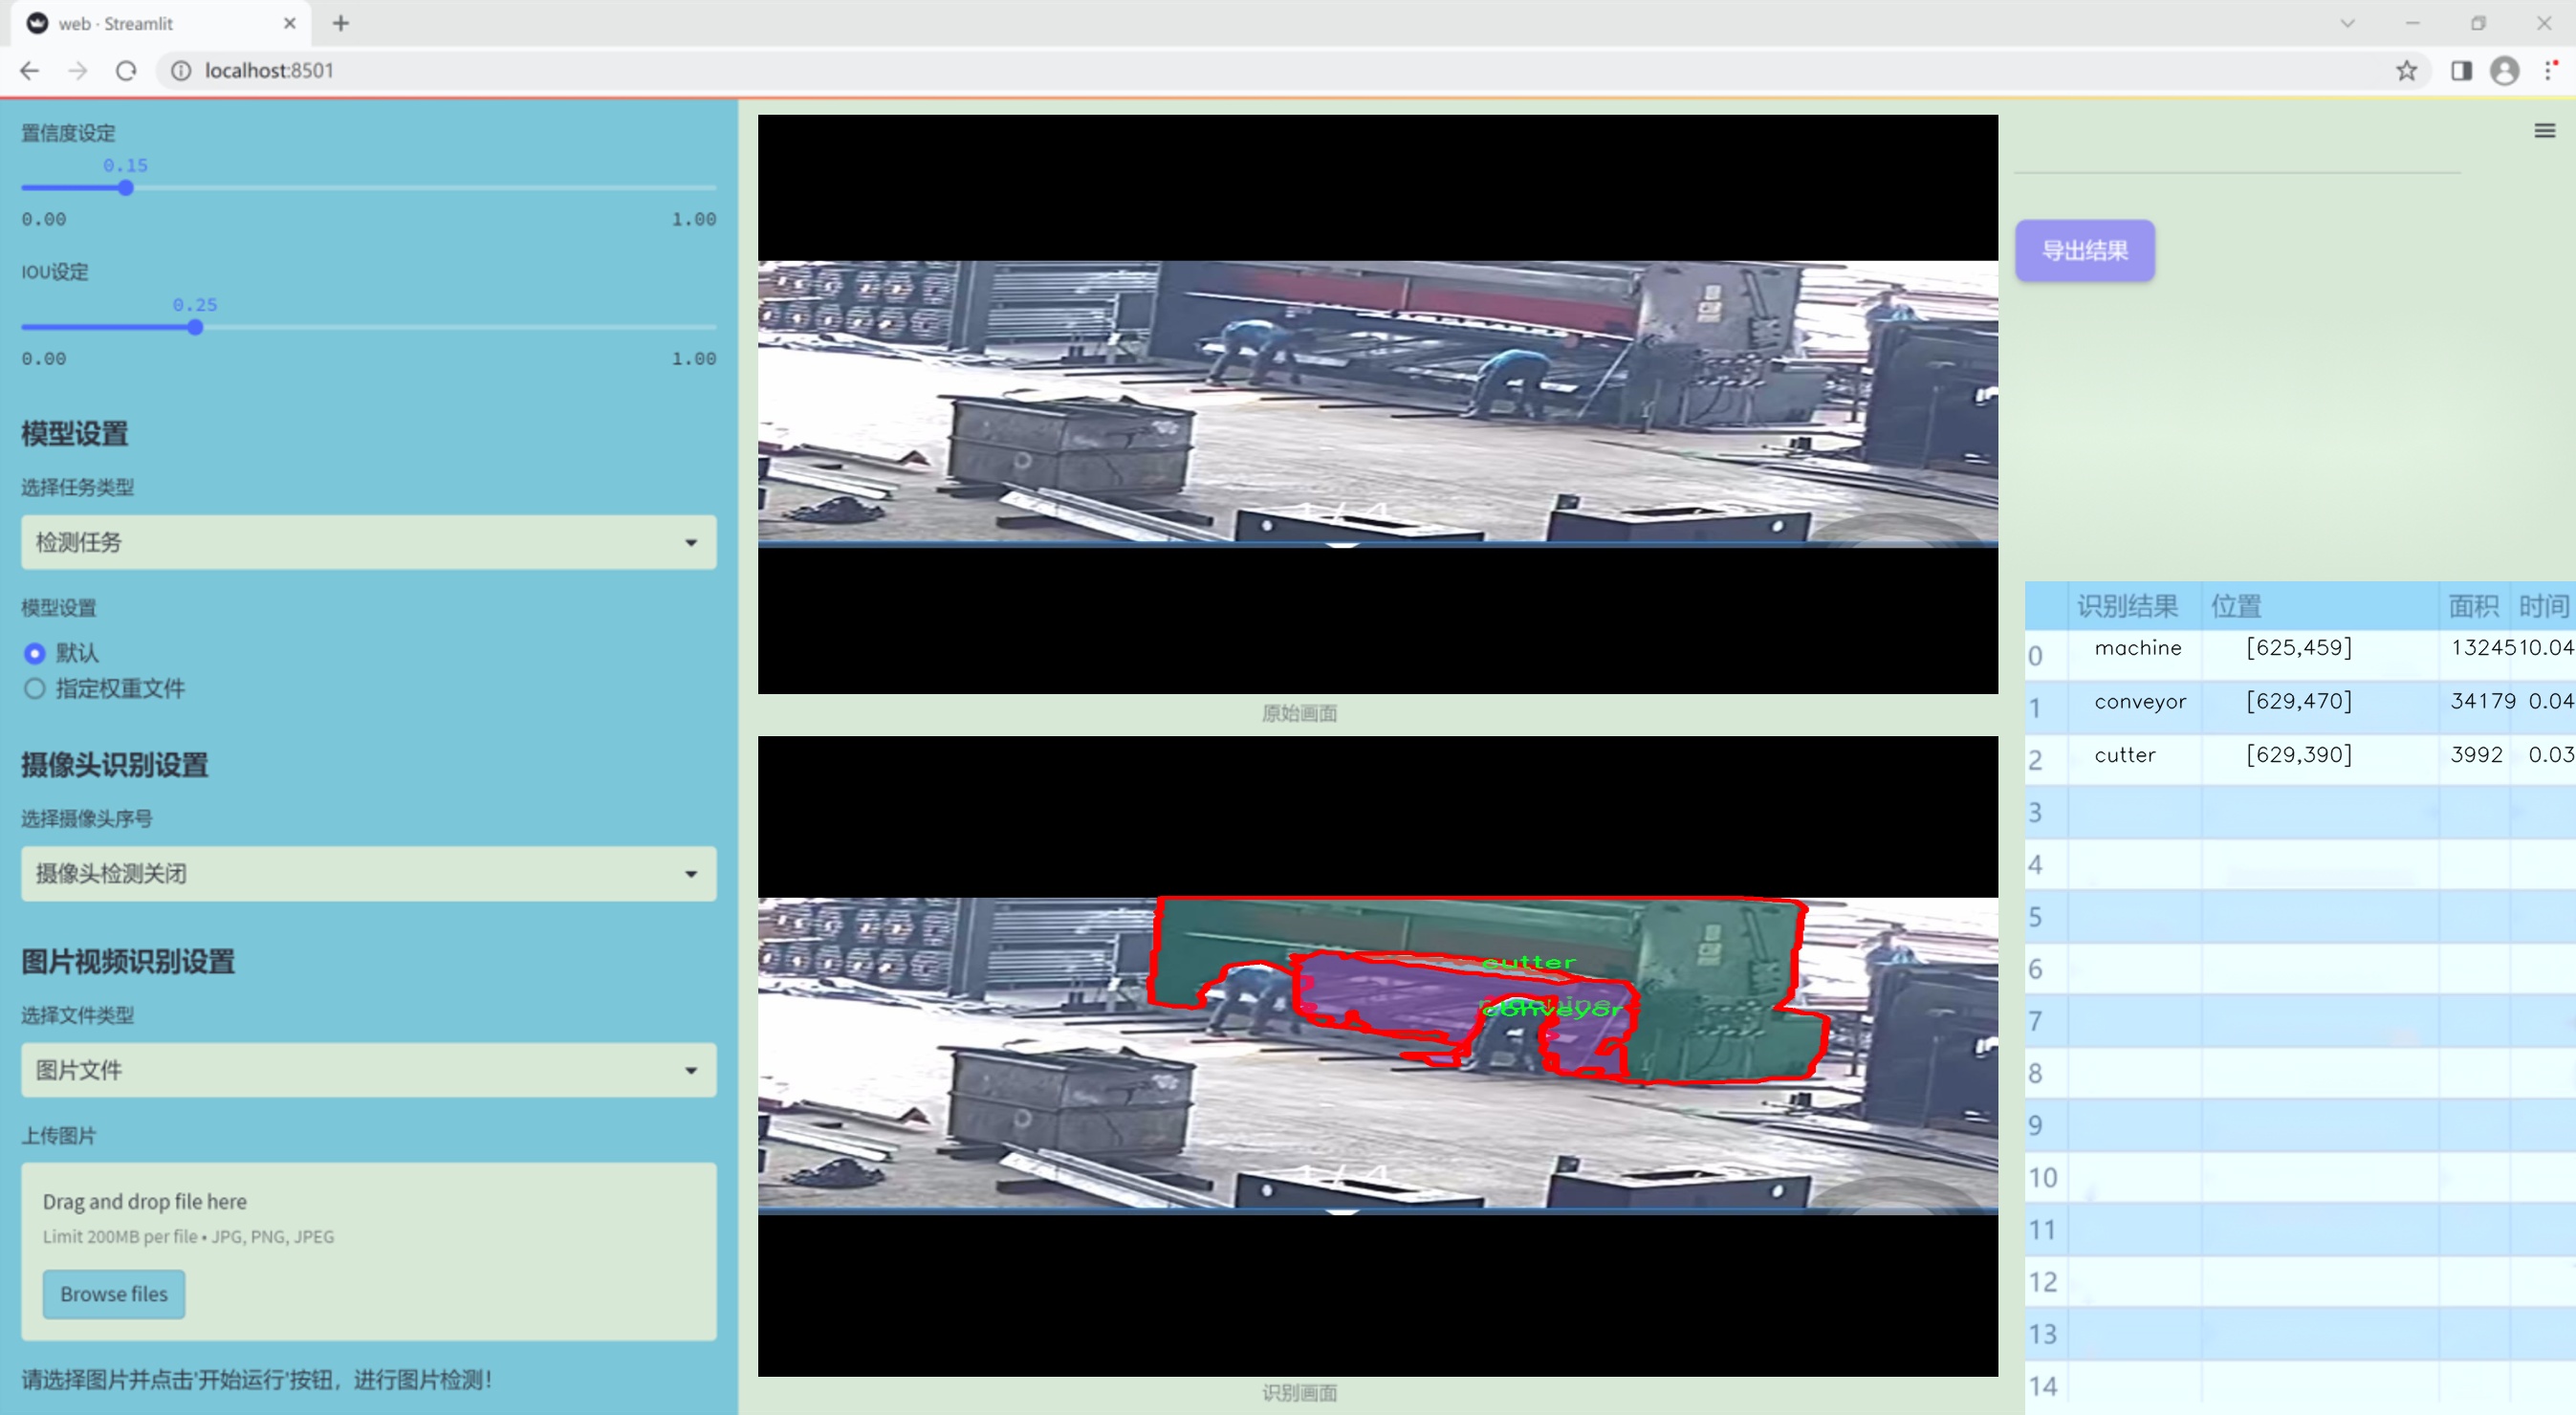 web · Streamlit
localhost:8501
置信度设定
0.15
0.00 1.00
IOU设定
0.25
0.00 1.00
模型设置
选择任务类型
检测任务
模型设置
默认
指定权重文件
摄像头识别设置
选择摄像头序号
摄像头检测关闭
图片视频识别设置
选择文件类型
图片文件
上传图片
Drag and drop file here
Limit 200MB per file • JPG, PNG, JPEG
Browse files
请选择图片并点击'开始运行'按钮，进行图片检测！
1 / 4
原始画面
cutter
machine
conveyor
1 / 4
识别画面
导出结果
识别结果 位置 面积 时间
0 machine [625,459] 132451 0.04
1 conveyor [629,470] 34179 0.04
2 cutter [629,390] 3992 0.03
3
4
5
6
7
8
9
10
11
12
13
14